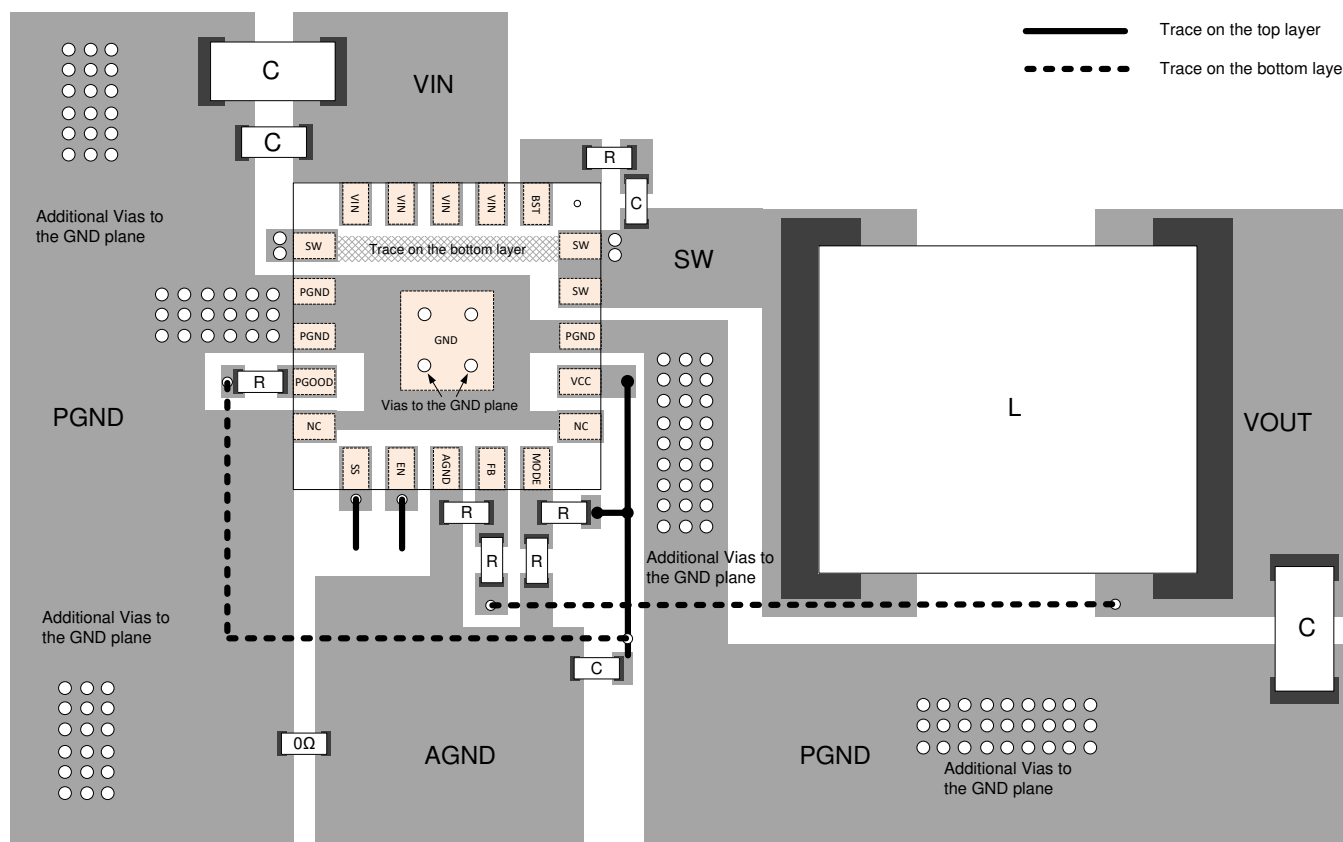 Trace on the top layer
Trace on the bottom laye
C
VIN
C
R
C
Additional Vias to
the GND plane
VIN
VIN
VIN
VIN
BST
SW
Trace on the bottom layer
SW
SW
PGND
SW
PGND
GND
PGND
PGOOD
R
VCC
Vias to the GND plane
PGND
NC
NC
L
VOUT
SS
EN
AGND
FB
MODE
R
R
R
R
Additional Vias to
the GND plane
Additional Vias to
the GND plane
C
C
0Ω
AGND
PGND
Additional Vias to
the GND plane